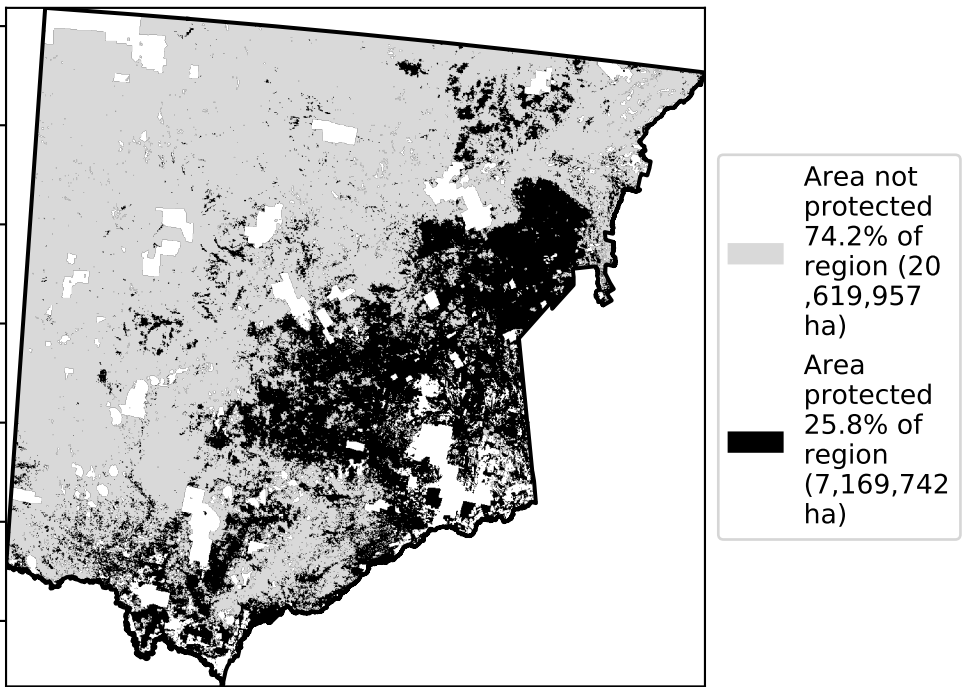 Area not
protected
74.2% of
region (20
,619,957
ha)
Area
protected
25.8% of
region
(7,169,742
ha)